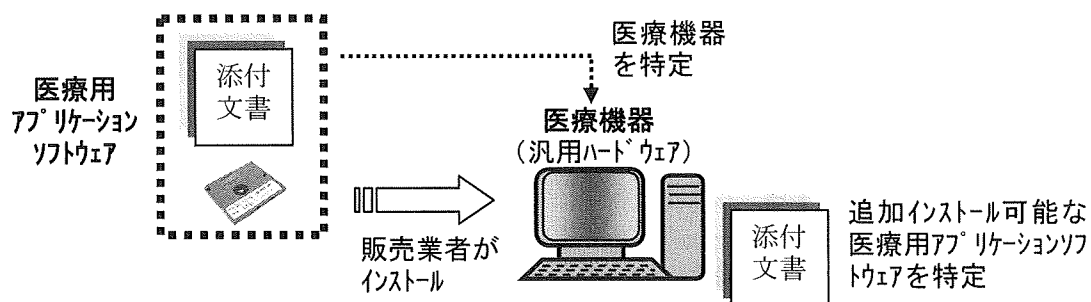 医療用
アプリケーション
ソフトウェア
添付
文書
医療機器
を特定
医療機器
（汎用ハードウェア）
販売業者が
インストール
添付
文書
追加インストール可能な
医療用アプリケーションソフ
トウェアを特定